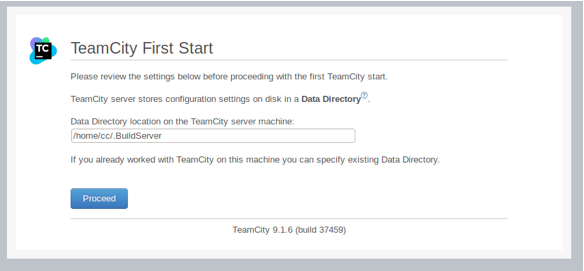 TC
TeamCity First Start
Please review the settings below before proceeding with the first TeamCity start.
TeamCity server stores configuration settings on disk in a Data Directory?.
Data Directory location on the TeamCity server machine:
/home/cc/.BuildServer
If you already worked with TeamCity on this machine you can specify existing Data Directory.
Proceed
TeamCity 9.1.6 (build 37459)